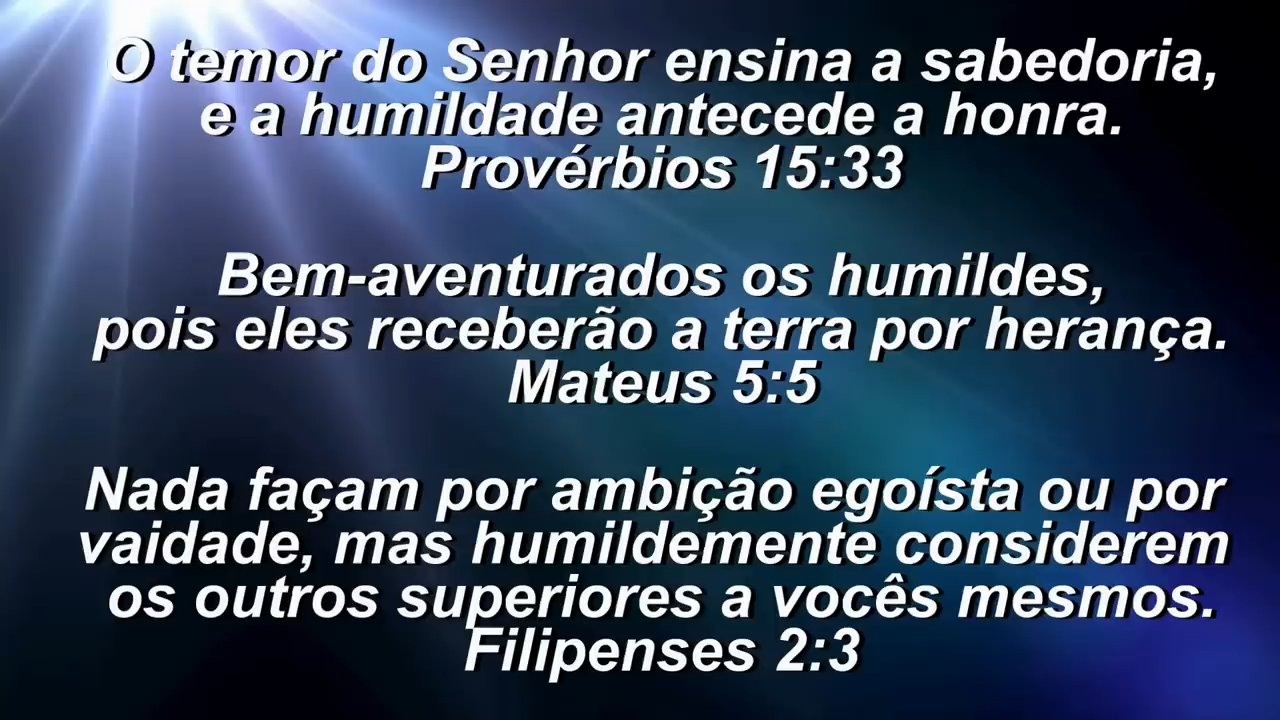 O temor do Senhor ensina a sabedoria,
e a humildade antecede a honra.
Provérbios 15:33
Bem-aventurados os humildes,
pois eles receberão a terra por herança.
Mateus 5:5
Nada façam por ambição egoísta ou por
vaidade, mas humildemente considerem
os outros superiores a vocês mesmos.
Filipenses 2:3